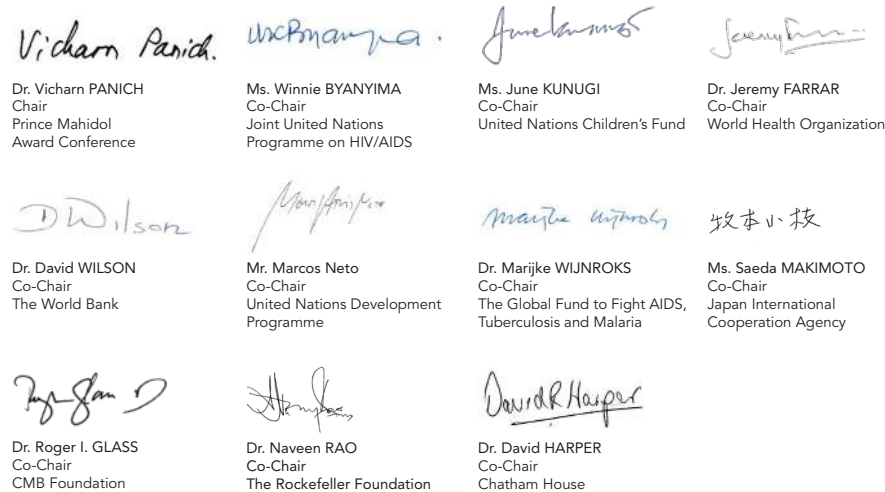 Vicharn Panich.
Dr. Vicharn PANICH
Chair
Prince Mahidol
Award Conference
Ms. Winnie BYANYIMA
Co-Chair
Joint United Nations
Programme on HIV/AIDS
Ms. June KUNUGI
Co-Chair
United Nations Children's Fund
Dr. Jeremy FARRAR
Co-Chair
World Health Organization
D Wilson
Dr. David WILSON
Co-Chair
The World Bank
Mr. Marcos Neto
Co-Chair
United Nations Development
Programme
Dr. Marijke WIJNROKS
Co-Chair
The Global Fund to Fight AIDS,
Tuberculosis and Malaria
牧本小枝
Ms. Saeda MAKIMOTO
Co-Chair
Japan International
Cooperation Agency
Dr. Roger I. GLASS
Co-Chair
CMB Foundation
Dr. Naveen RAO
Co-Chair
The Rockefeller Foundation
David R Harper
Dr. David HARPER
Co-Chair
Chatham House